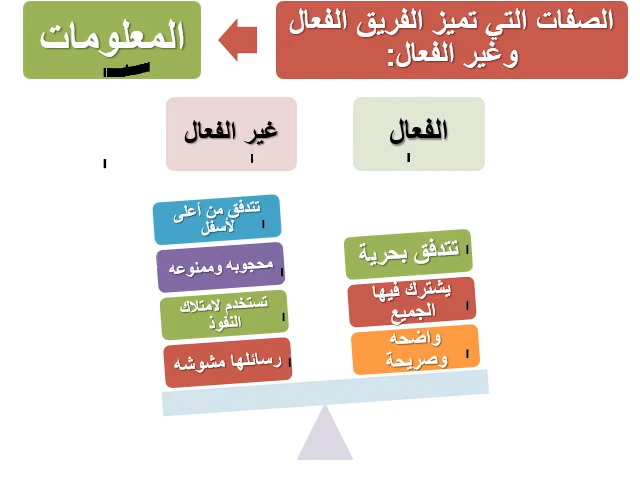 الصفات التي تميز الفريق الفعال
وغير الفعال:
المعلومات
الفعال
غير الفعال
تتدفق بحرية
يشترك فيها
الجميع
واضحه
وصريحة
تتدفق من أعلى
لأسفل
محجوبه وممنوعه
تستخدم لامتلاك
النفوذ
رسائلها مشوشه